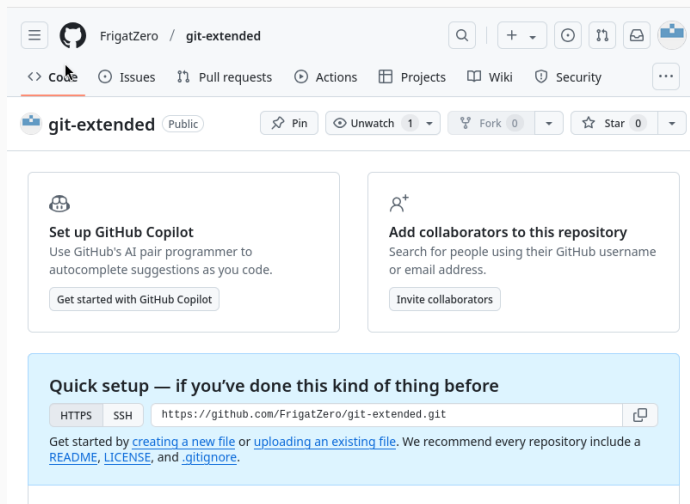 FrigatZero / git-extended
Code Issues Pull requests Actions Projects Wiki Security
git-extended Public Pin Unwatch 1 Fork 0 Star 0
Set up GitHub Copilot
Use GitHub's AI pair programmer to
autocomplete suggestions as you code.
Get started with GitHub Copilot
Add collaborators to this repository
Search for people using their GitHub username
or email address.
Invite collaborators
Quick setup — if you’ve done this kind of thing before
HTTPS SSH https://github.com/FrigatZero/git-extended.git
Get started by creating a new file or uploading an existing file. We recommend every repository include a
README, LICENSE, and .gitignore.